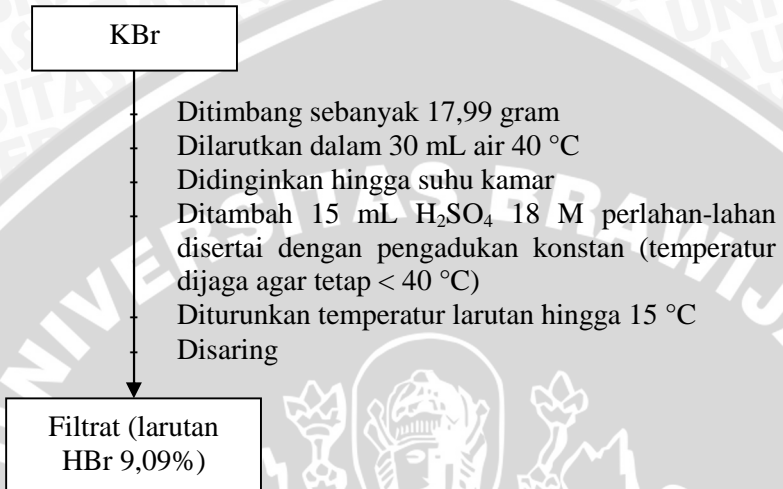 KBr
- Ditimbang sebanyak 17,99 gram
- Dilarutkan dalam 30 mL air 40 °C
- Didinginkan hingga suhu kamar
- Ditambah 15 mL H₂SO₄ 18 M perlahan-lahan
disertai dengan pengadukan konstan (temperatur
dijaga agar tetap < 40 °C)
- Diturunkan temperatur larutan hingga 15 °C
- Disaring
Filtrat (larutan
HBr 9,09%)